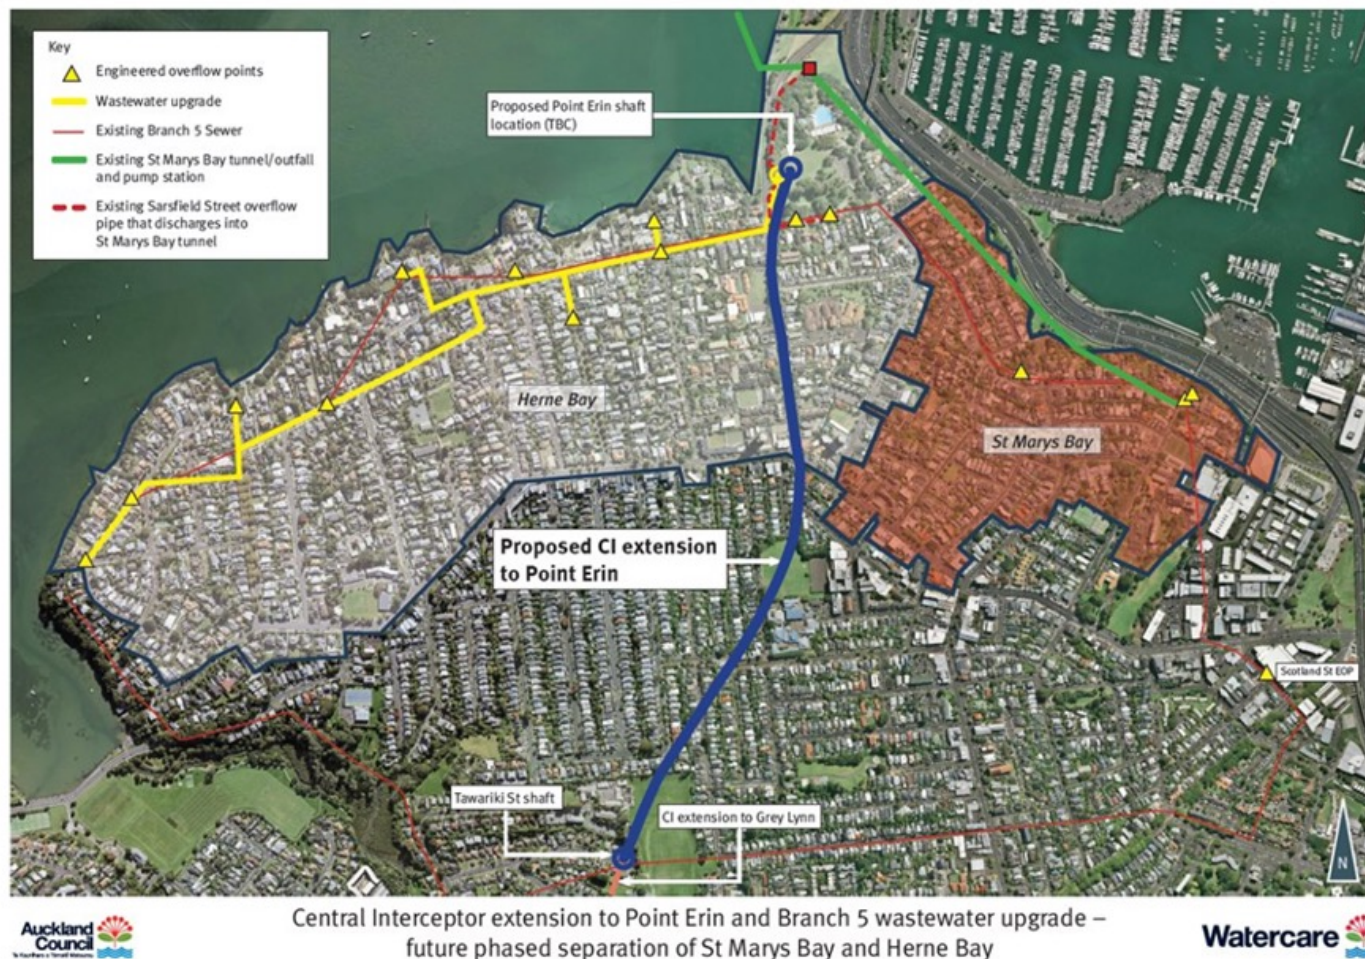 Key
Engineered overflow points
Wastewater upgrade
Existing Branch 5 Sewer
Existing St Marys Bay tunnel/outfall
and pump station
Existing Sarsfield Street overflow
pipe that discharges into
St Marys Bay tunnel
Proposed Point Erin shaft
location (TBC)
Herne Bay
St Marys Bay
Proposed CI extension
to Point Erin
Scotland St EOP
Tawariki St shaft
CI extension to Grey Lynn
N
Auckland
Council
Te Kaunihera o Tāmaki Makaurau
Central Interceptor extension to Point Erin and Branch 5 wastewater upgrade –
future phased separation of St Marys Bay and Herne Bay
Watercare